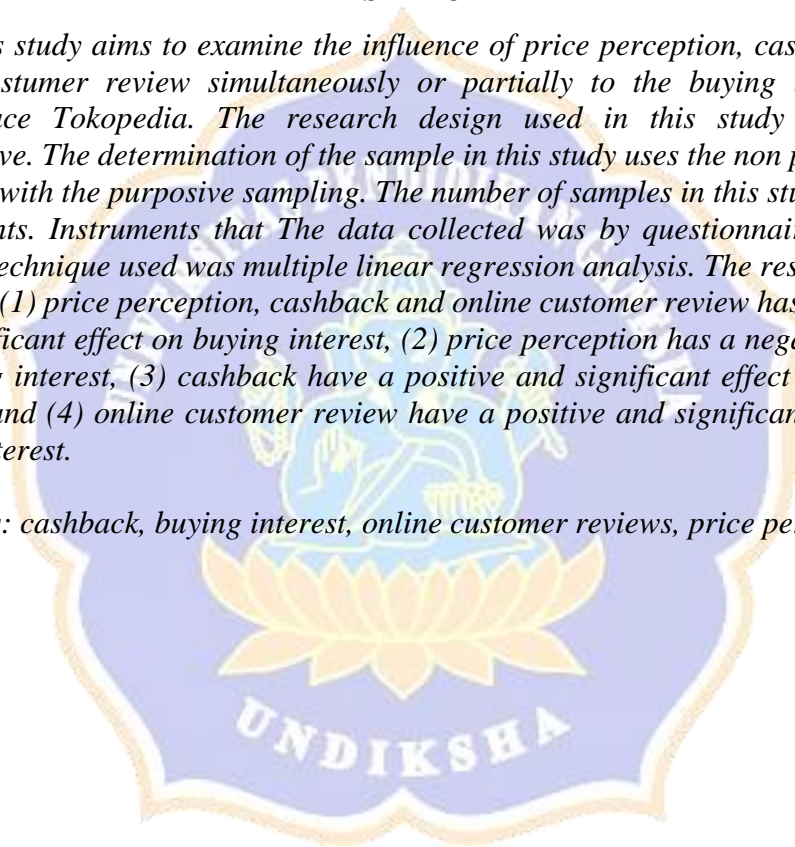 s study aims to examine the influence of price perception, cas
stumer review simultaneously or partially to the buying
ace Tokopedia. The research design used in this study
ve. The determination of the sample in this study uses the non p
with the purposive sampling. The number of samples in this stu
nts. Instruments that The data collected was by questionnai
echnique used was multiple linear regression analysis. The res
(1) price perception, cashback and online customer review has
ficant effect on buying interest, (2) price perception has a nega
g interest, (3) cashback have a positive and significant effect
and (4) online customer review have a positive and significan
terest.
: cashback, buying interest, online customer reviews, price pe
UNIVERSITAS PENDIDIKAN GANESHA
UNDIKSHA